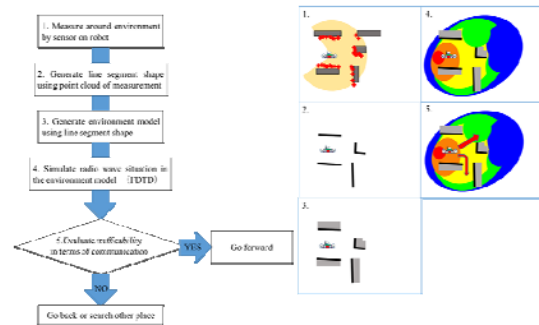 1. Measure around environment
by sensor on robot
2. Generate line segment shape
using point cloud of measurement
3. Generate environment model
using line segment shape
4. Simulate radio wave situation in
the environment model (FDTD)
5.Evaluate trafficability
in terms of communication
YES
Go forward
NO
Go back or search other place
1.
4.
2.
5.
3.